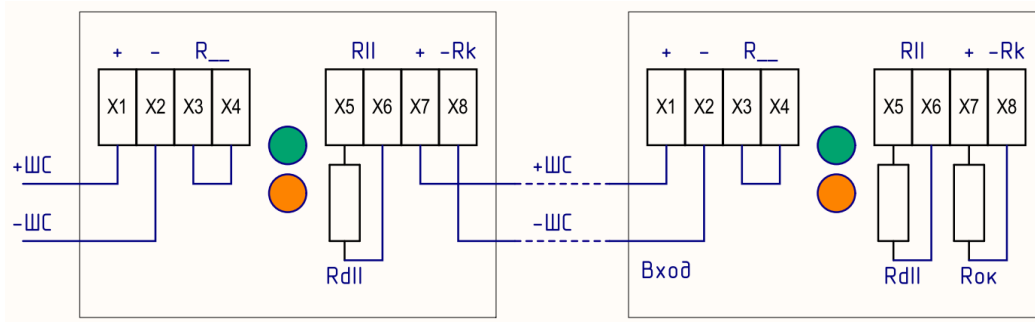 + - R__ RII + -Rk + - R__ RII + -Rk
X1 X2 X3 X4 X5 X6 X7 X8 X1 X2 X3 X4 X5 X6 X7 X8
+ШС +ШС
-ШС -ШС
RdII Вход RdII Rок